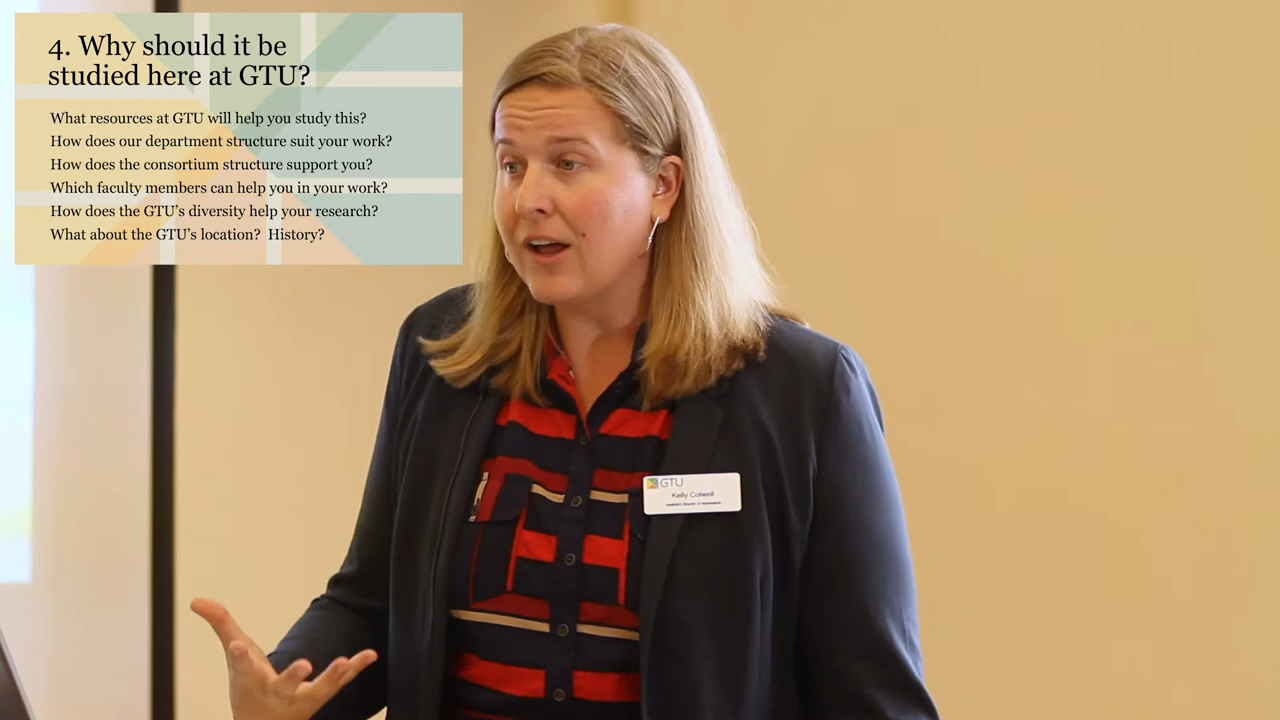 4. Why should it be
studied here at GTU?
What resources at GTU will help you study this?
How does our department structure suit your work?
How does the consortium structure support you?
Which faculty members can help you in your work?
How does the GTU's diversity help your research?
What about the GTU's location?  History?
GTU
Kelly Colwell